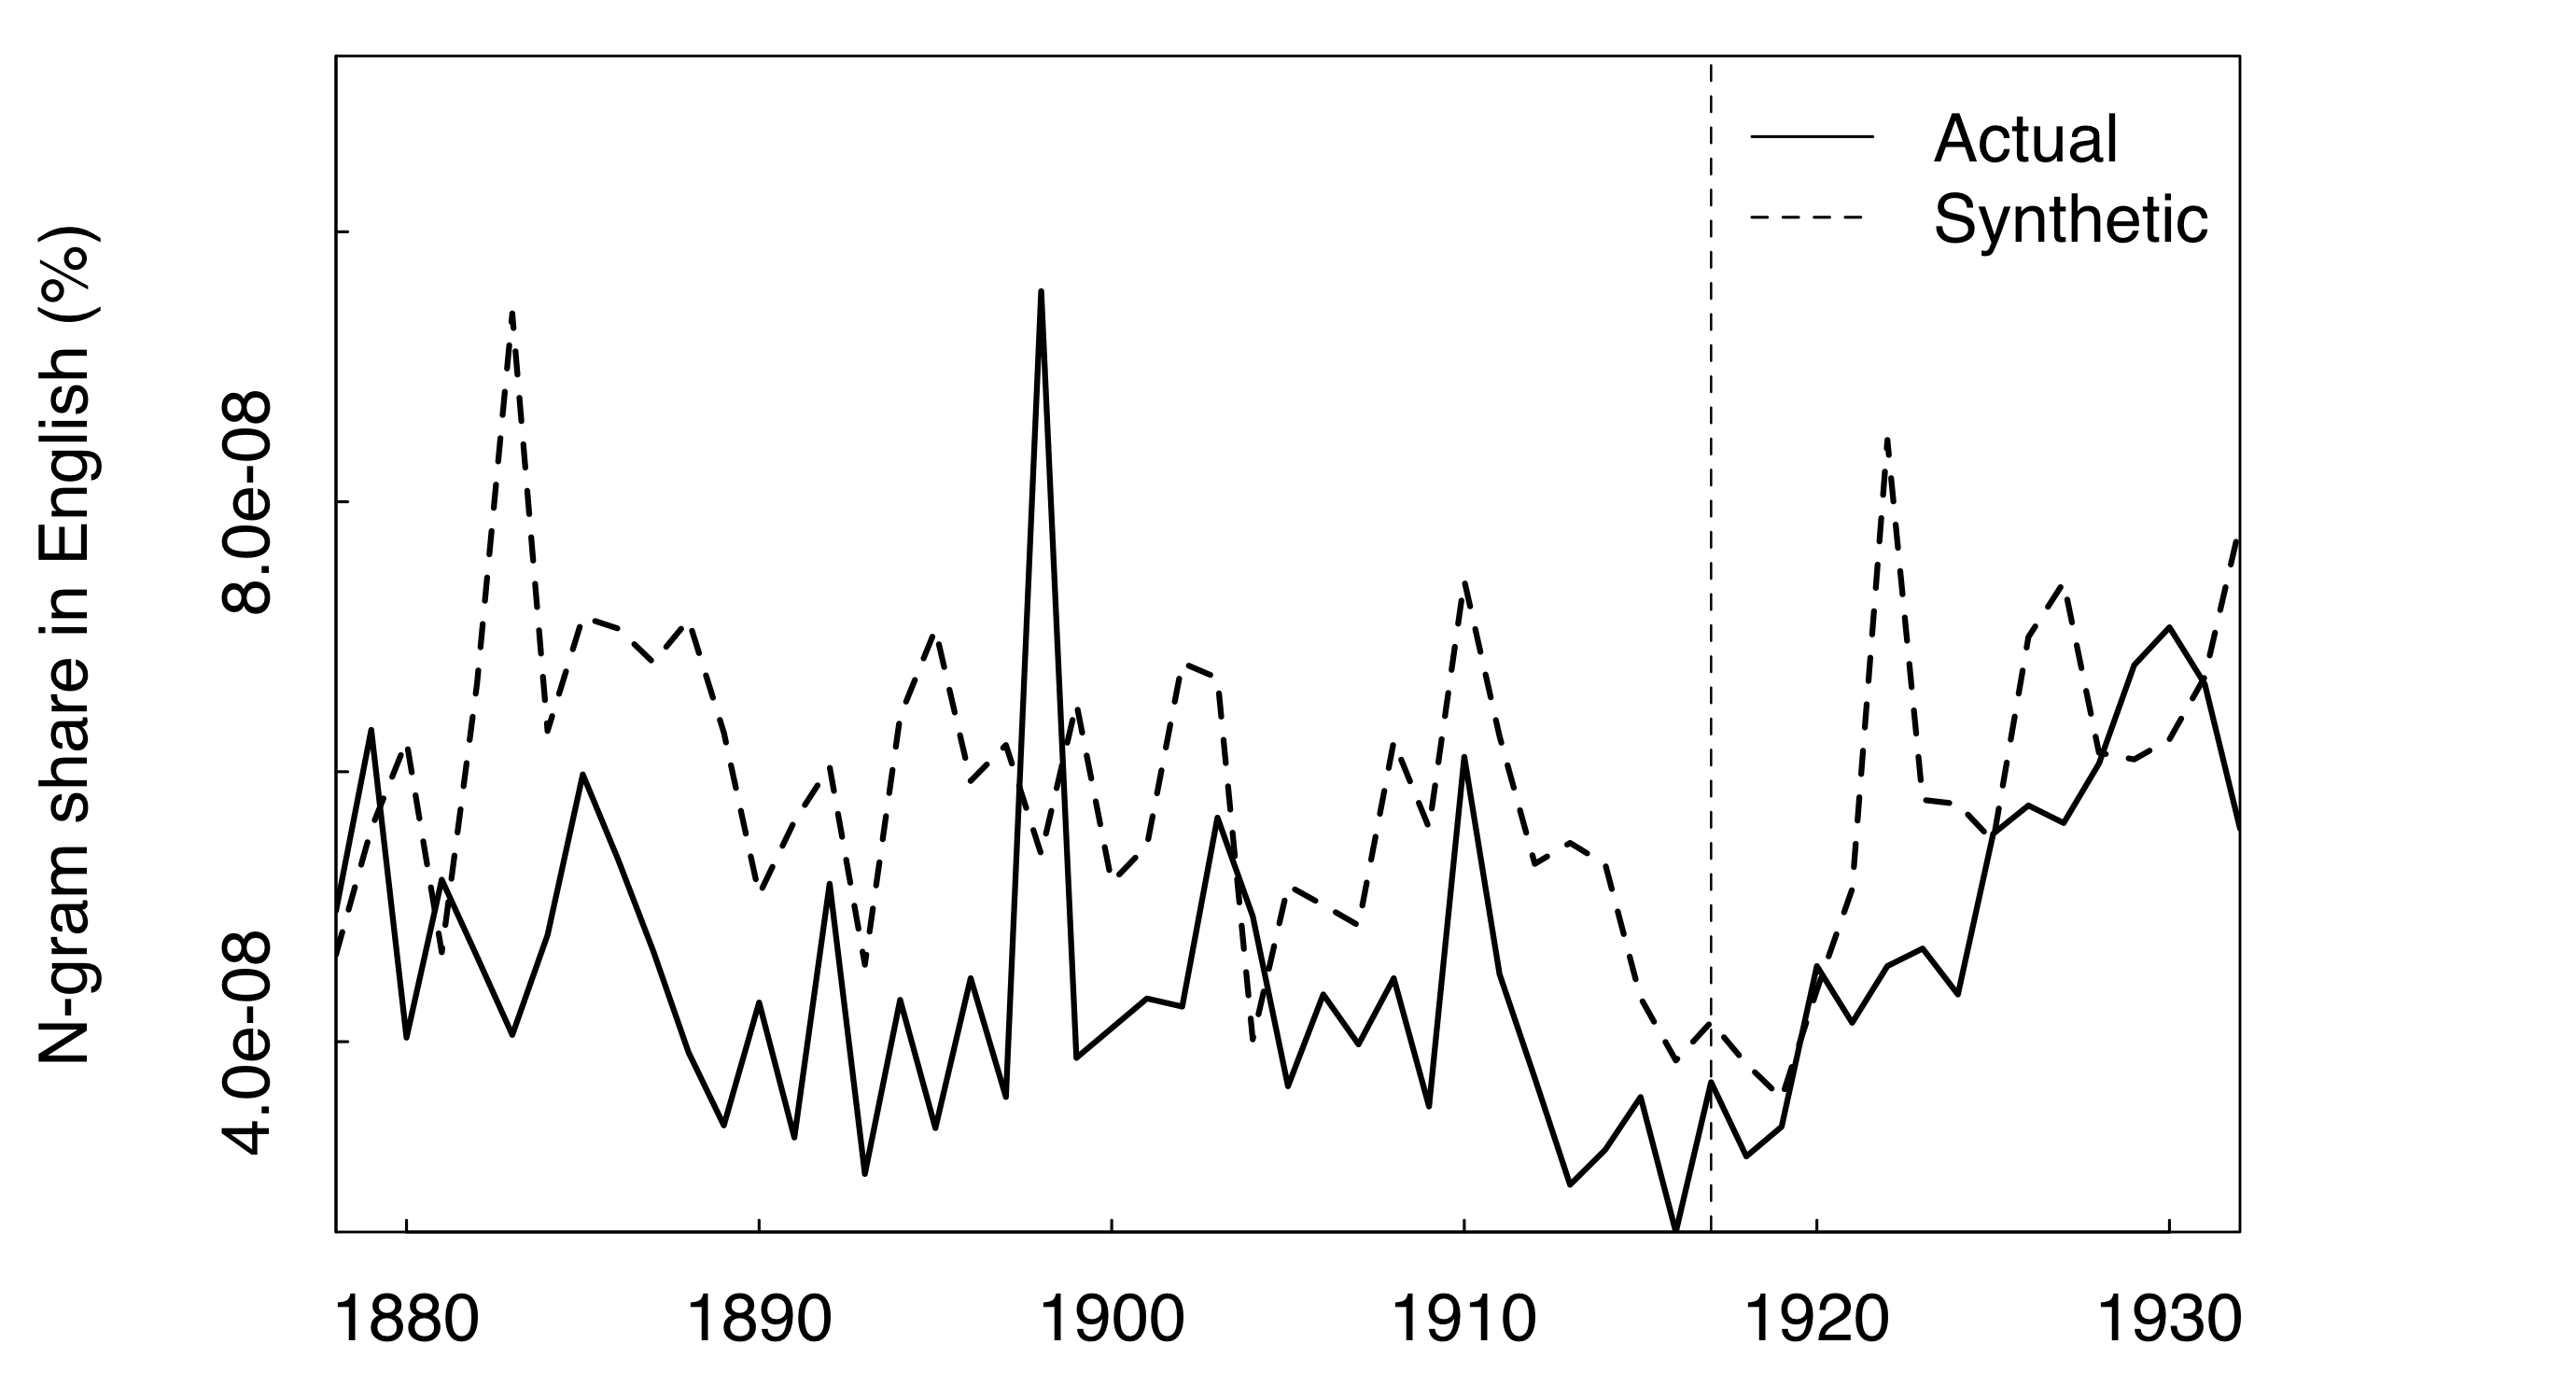 N-gram share in English (%)
8.0e-08
4.0e-08
Actual
Synthetic
1880 1890 1900 1910 1920 1930